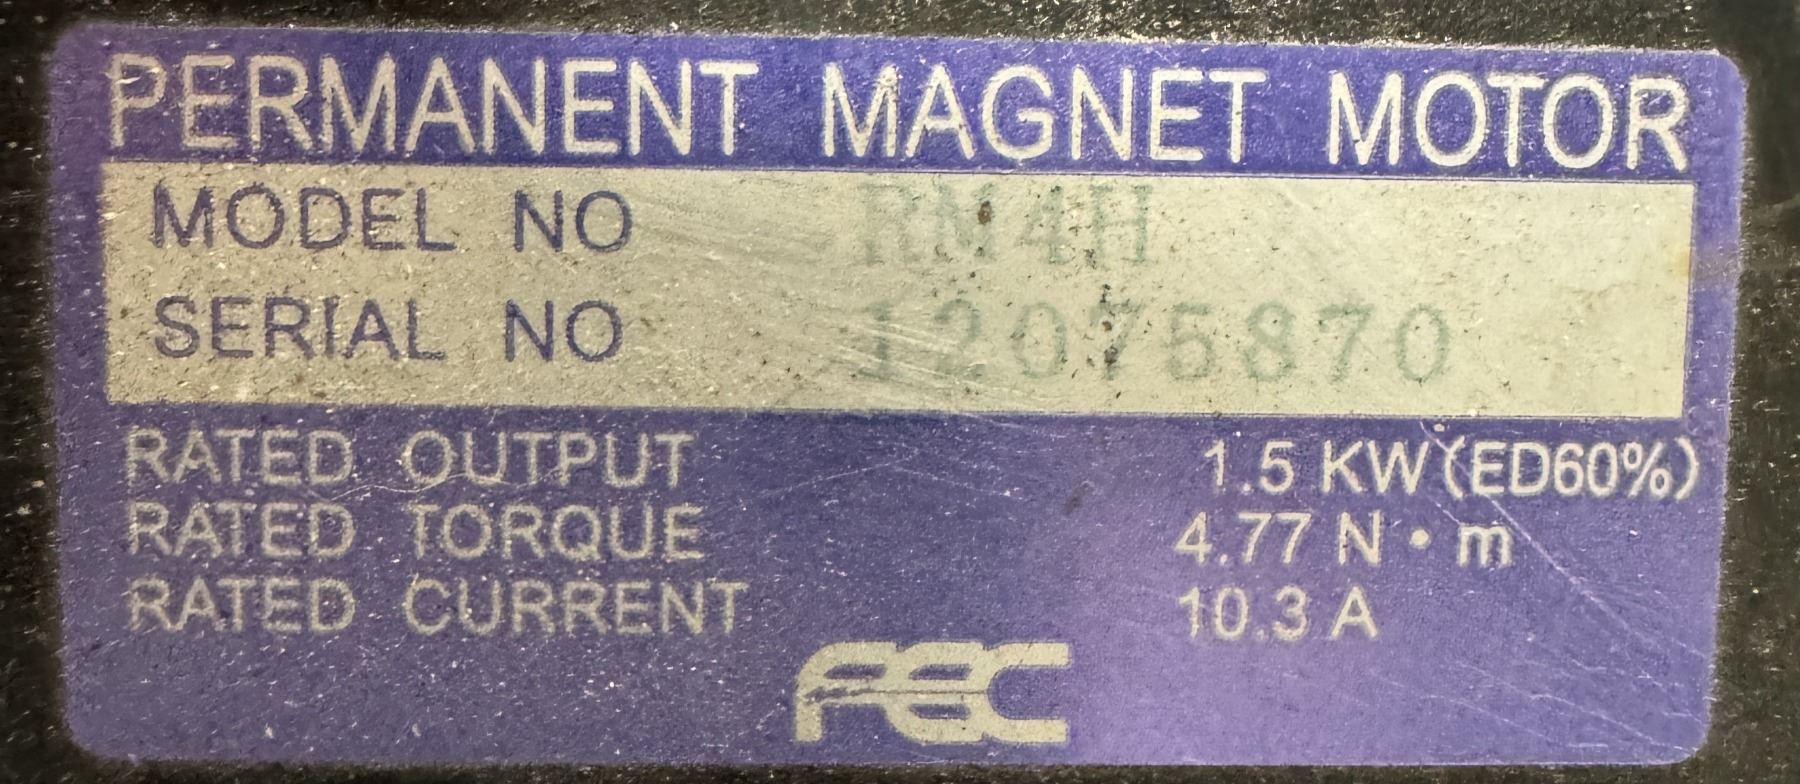 PERMANENT MAGNET MOTOR
MODEL NO RM4H
SERIAL NO 12075870
RATED OUTPUT 1.5 KW (ED60%)
RATED TORQUE 4.77 N・m
RATED CURRENT 10.3 A
FEC